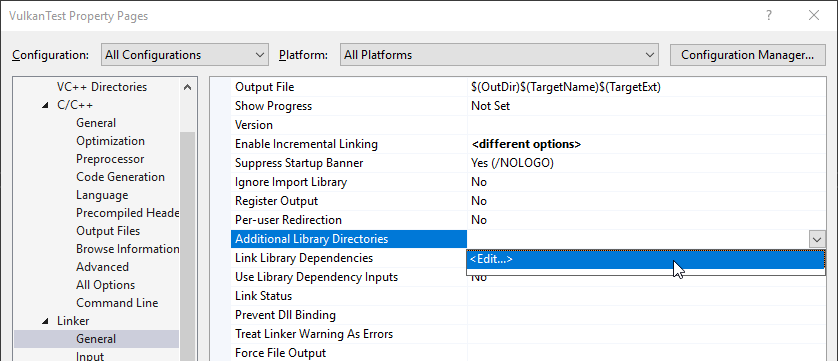 VulkanTest Property Pages
Configuration: All Configurations Platform: All Platforms Configuration Manager...
VC++ Directories
C/C++
General
Optimization
Preprocessor
Code Generation
Language
Precompiled Heade
Output Files
Browse Information
Advanced
All Options
Command Line
Linker
General
Input
Output File $(OutDir)$(TargetName)$(TargetExt)
Show Progress Not Set
Version
Enable Incremental Linking <different options>
Suppress Startup Banner Yes (/NOLOGO)
Ignore Import Library No
Register Output No
Per-user Redirection No
Additional Library Directories
Link Library Dependencies <Edit...>
Use Library Dependency Inputs No
Link Status
Prevent Dll Binding
Treat Linker Warning As Errors
Force File Output